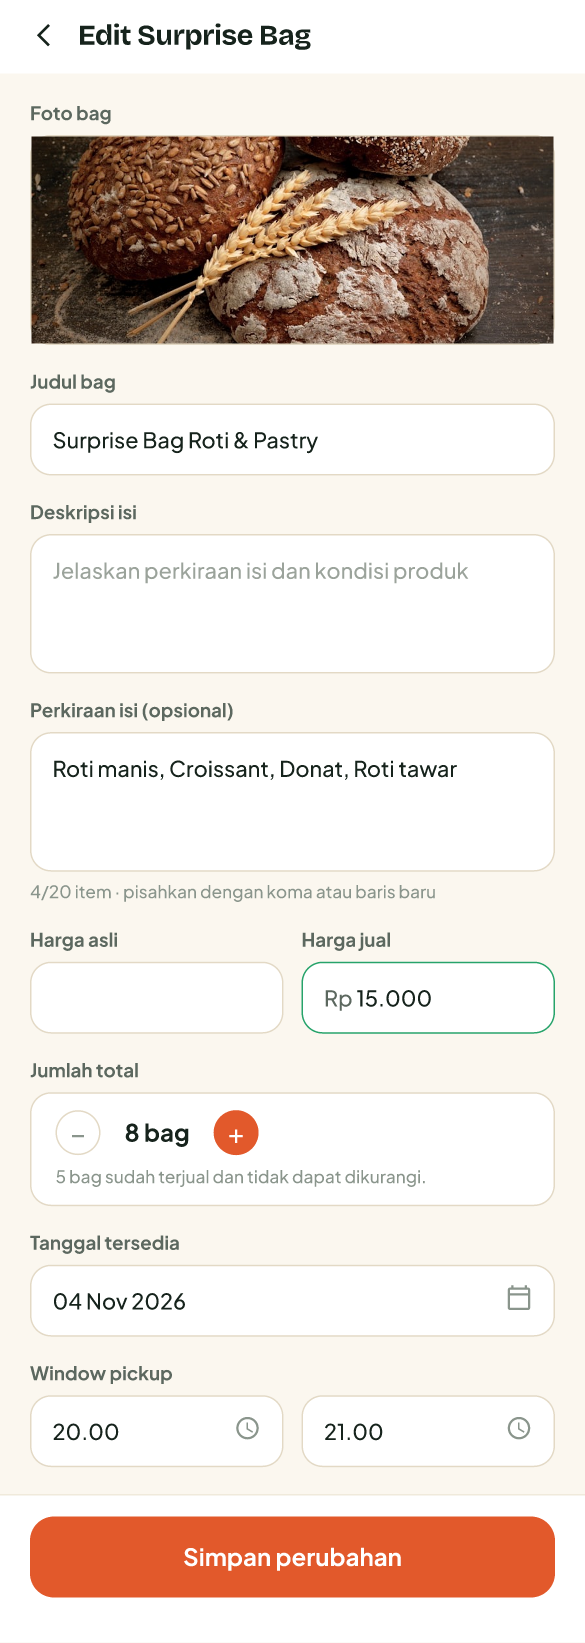 Edit Surprise Bag
Foto bag
Judul bag
Surprise Bag Roti & Pastry
Deskripsi isi
Jelaskan perkiraan isi dan kondisi produk
Perkiraan isi (opsional)
Roti manis, Croissant, Donat, Roti tawar
4/20 item · pisahkan dengan koma atau baris baru
Harga asli
Harga jual
Rp 15.000
Jumlah total
− 8 bag +
5 bag sudah terjual dan tidak dapat dikurangi.
Tanggal tersedia
04 Nov 2026
Window pickup
20.00
21.00
Simpan perubahan